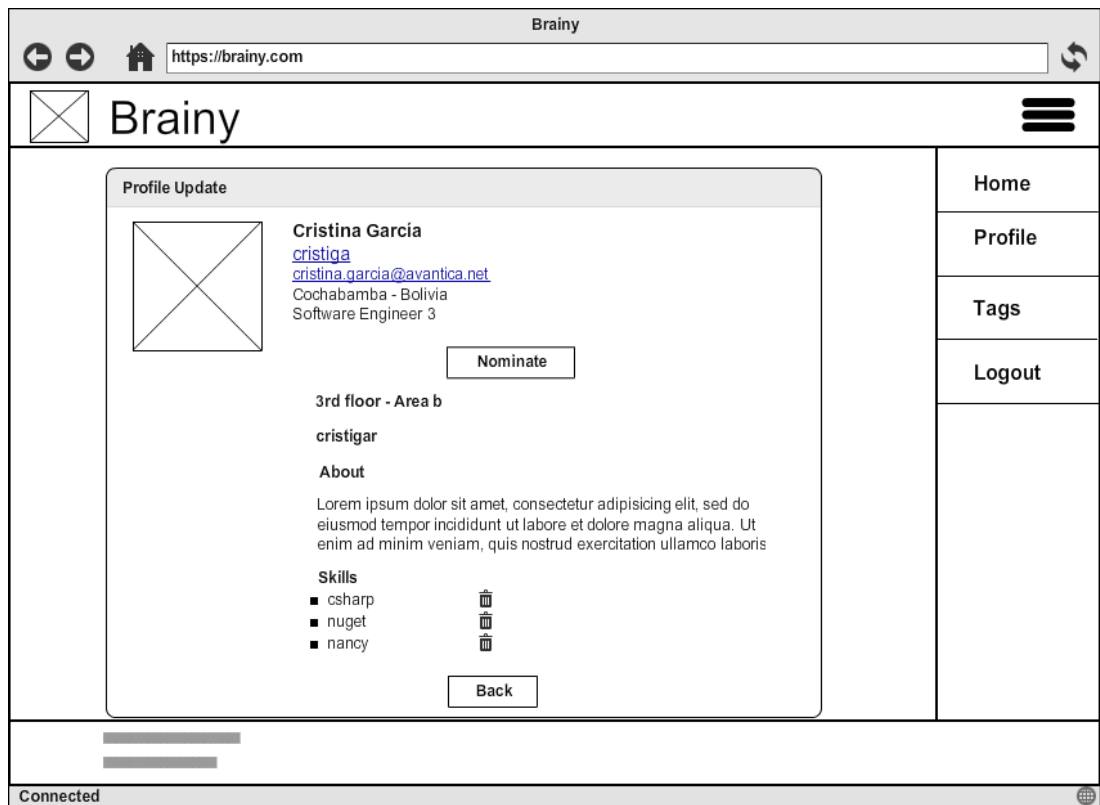 Brainy
https://brainy.com
Brainy
Profile Update
Cristina García
cristiga
cristina.garcia@avantica.net
Cochabamba - Bolivia
Software Engineer 3
Nominate
3rd floor - Area b
cristigar
About
Lorem ipsum dolor sit amet, consectetur adipisicing elit, sed do
eiusmod tempor incididunt ut labore et dolore magna aliqua. Ut
enim ad minim veniam, quis nostrud exercitation ullamco laboris
Skills
csharp
nuget
nancy
Back
Home
Profile
Tags
Logout
Connected